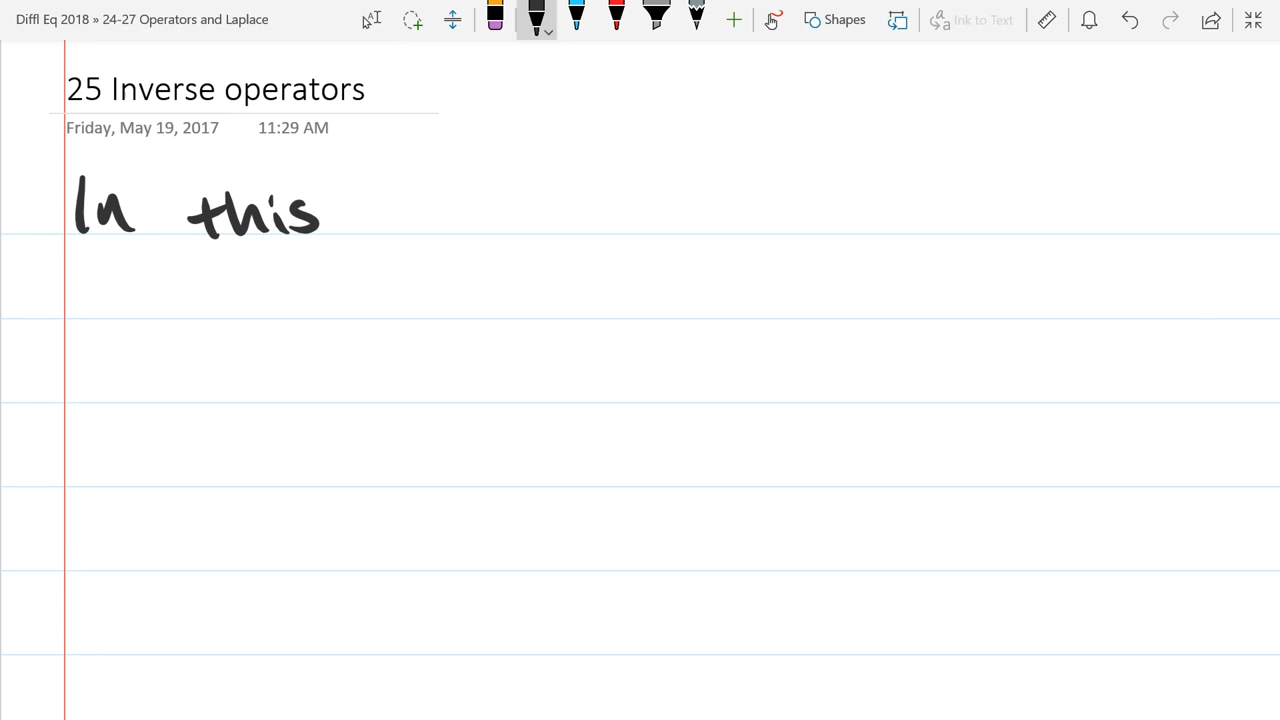 Diffl Eq 2018 » 24-27 Operators and Laplace
Shapes
Ink to Text
25 Inverse operators
Friday, May 19, 2017 11:29 AM
In this